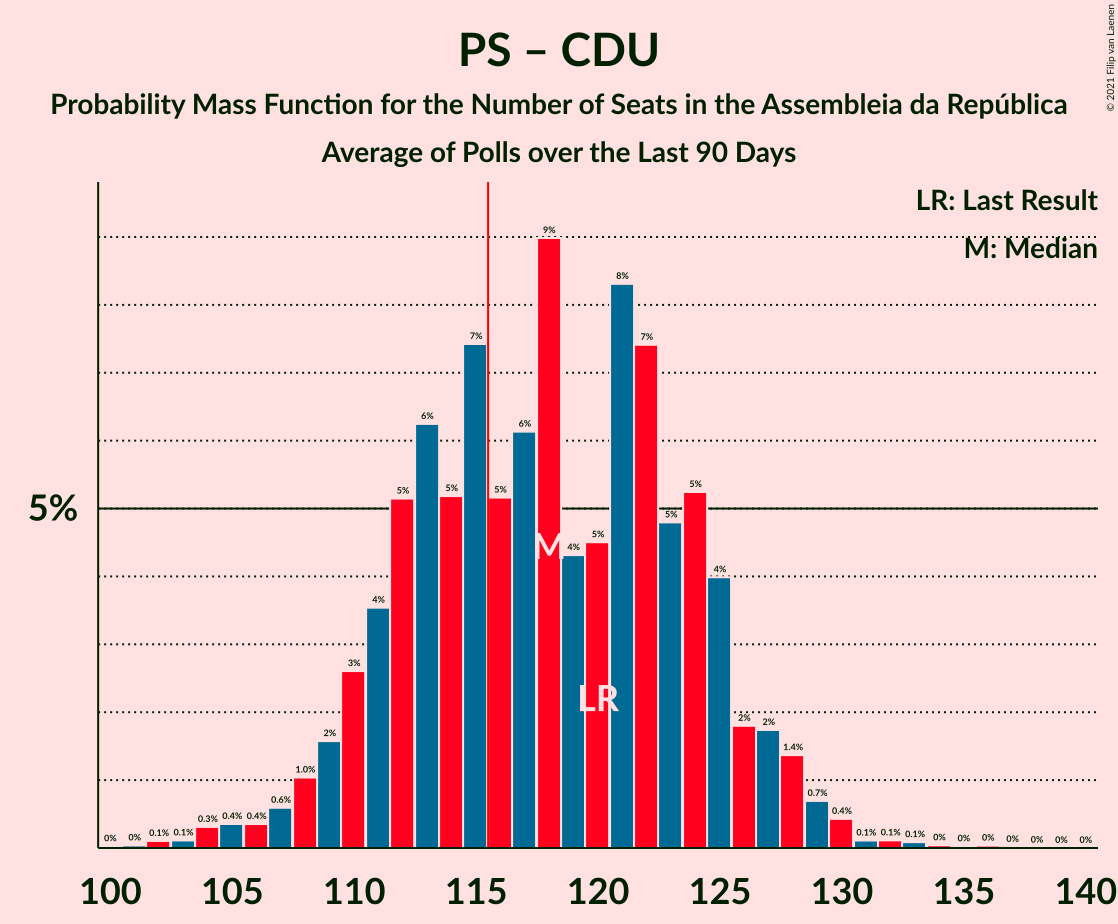 PS – CDU
Probability Mass Function for the Number of Seats in the Assembleia da República
Average of Polls over the Last 90 Days
© 2021 Filip van Laenen
LR: Last Result
M: Median
5%
0% 0% 0.1% 0.1% 0.3% 0.4% 0.4% 0.6% 1.0% 2% 3% 4% 5% 6% 5% 7% 5% 6% 9% 4% 5% 8% 7% 5% 5% 4% 2% 2% 1.4% 0.7% 0.4% 0.1% 0.1% 0.1% 0% 0% 0% 0% 0% 0% 0%
M
LR
100 105 110 115 120 125 130 135 140